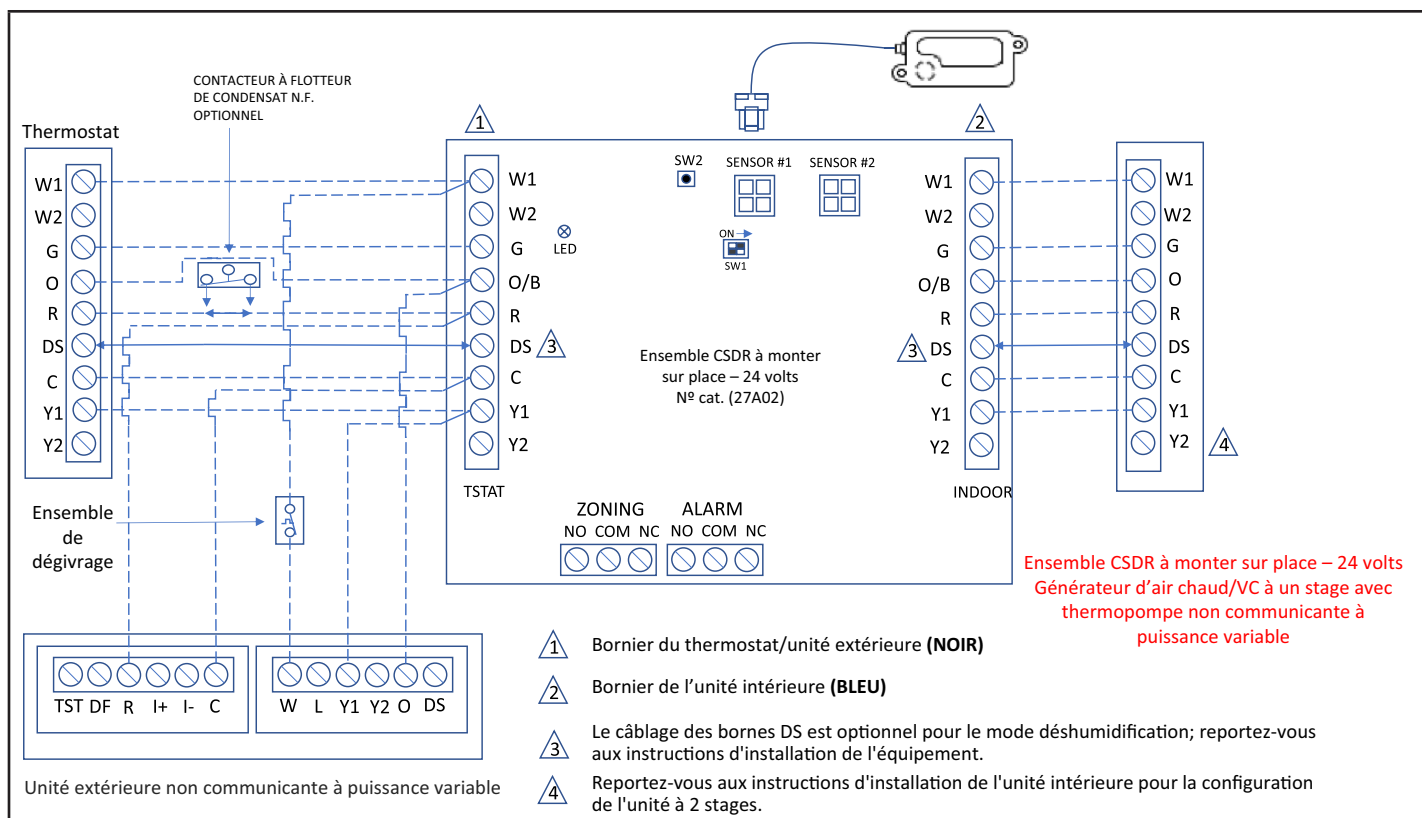 CONTACTEUR À FLOTTEUR
DE CONDENSAT N.F.
OPTIONNEL
Thermostat
W1
W2
G
O
R
DS
C
Y1
Y2
1
W1
W2
G
O/B
R
DS
3
C
Y1
Y2
TSTAT
LED
SW2
SENSOR #1
SENSOR #2
ON
SW1
Ensemble CSDR à monter
sur place – 24 volts
Nº cat. (27A02)
ZONING
NO COM NC
ALARM
NO COM NC
2
W1
W2
G
O/B
R
3
DS
C
Y1
Y2
INDOOR
W1
W2
G
O
R
DS
C
Y1
Y2
4
Ensemble
de
dégivrage
Ensemble CSDR à monter sur place – 24 volts
Générateur d’air chaud/VC à un stage avec
thermopompe non communicante à
puissance variable
TST DF R I+ I- C
W L Y1 Y2 O DS
Unité extérieure non communicante à puissance variable
1 Bornier du thermostat/unité extérieure (NOIR)
2 Bornier de l’unité intérieure (BLEU)
3 Le câblage des bornes DS est optionnel pour le mode déshumidification; reportez-vous
aux instructions d'installation de l'équipement.
4 Reportez-vous aux instructions d'installation de l'unité intérieure pour la configuration
de l'unité à 2 stages.